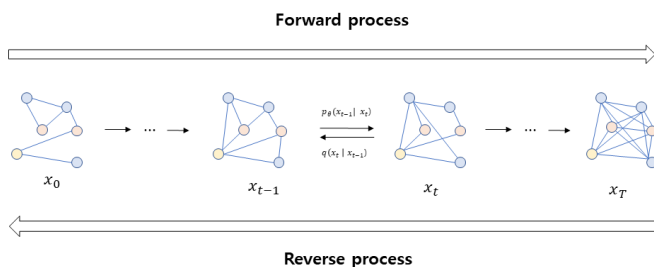 Forward process
p_θ(x_{t-1} | x_t)
... ...
q(x_t | x_{t-1})
x_0 x_{t-1} x_t x_T
Reverse process